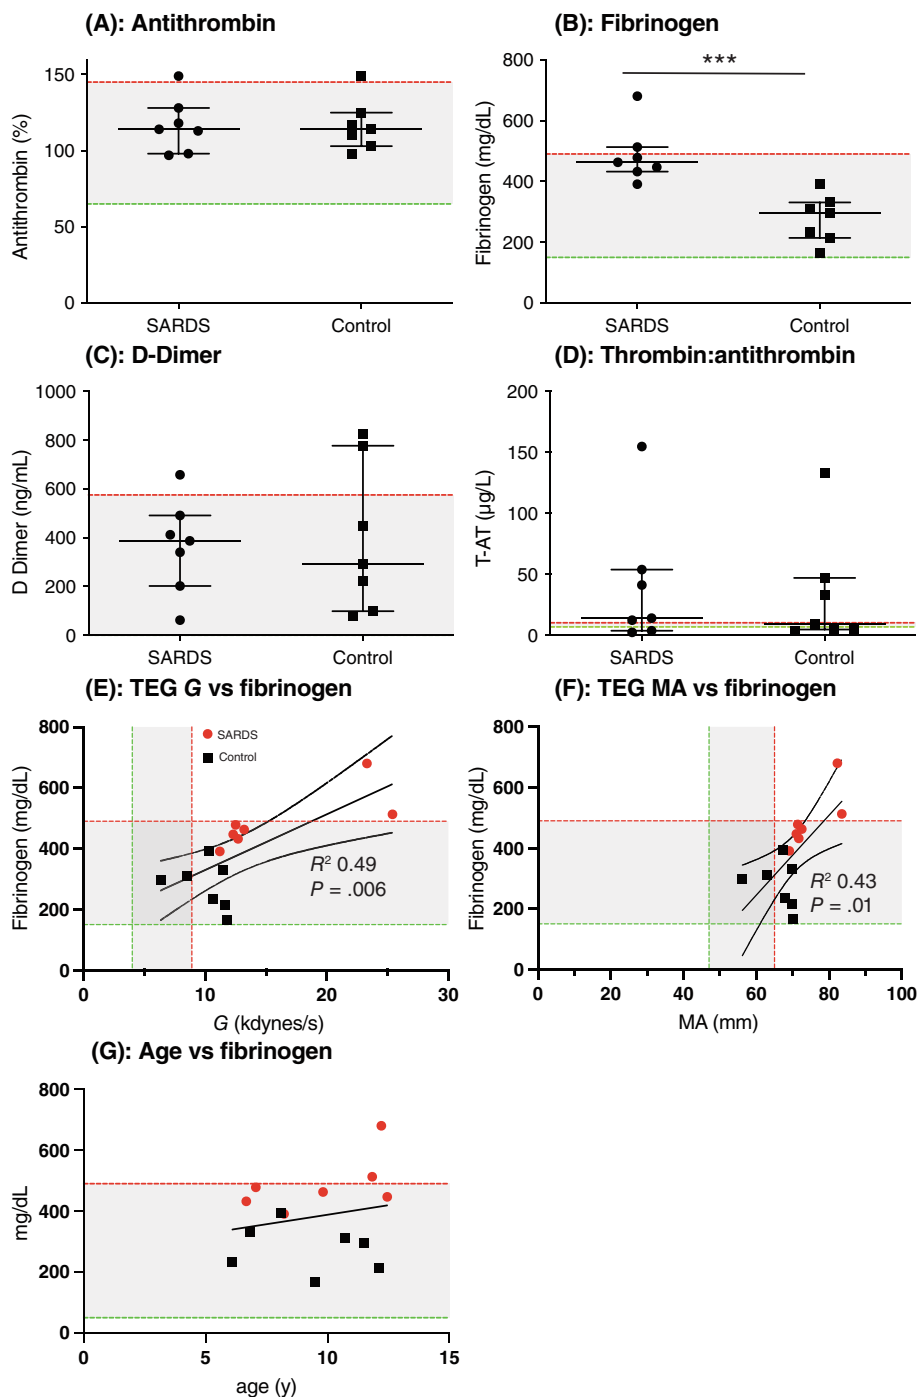 (A): Antithrombin
150
100
50
0
Antithrombin (%)
SARDS
Control
(B): Fibrinogen
800
600
400
200
0
Fibrinogen (mg/dL)
***
SARDS
Control
(C): D-Dimer
1000
800
600
400
200
0
D Dimer (ng/mL)
SARDS
Control
(D): Thrombin:antithrombin
200
150
100
50
0
T-AT (µg/L)
SARDS
Control
(E): TEG G vs fibrinogen
800
600
400
200
0
Fibrinogen (mg/dL)
SARDS
Control
R² 0.49
P = .006
0 10 20 30
G (kdynes/s)
(F): TEG MA vs fibrinogen
800
600
400
200
0
Fibrinogen (mg/dL)
R² 0.43
P = .01
0 20 40 60 80 100
MA (mm)
(G): Age vs fibrinogen
800
600
400
200
0
mg/dL
0 5 10 15
age (y)